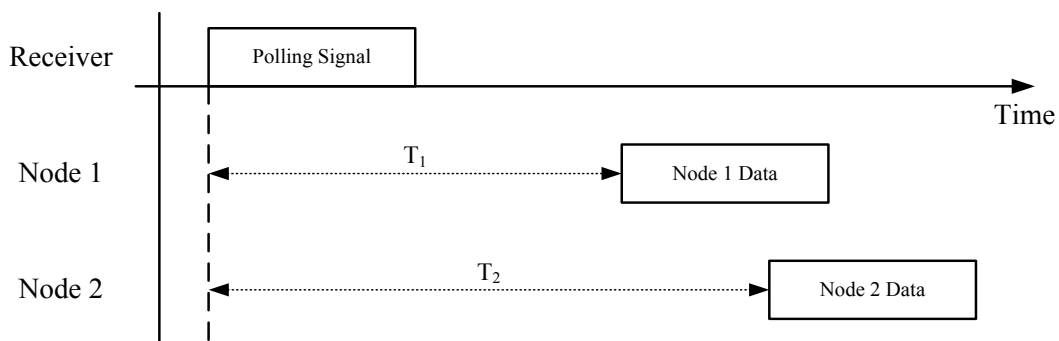 Receiver
Polling Signal
Time
Node 1
T₁
Node 1 Data
Node 2
T₂
Node 2 Data